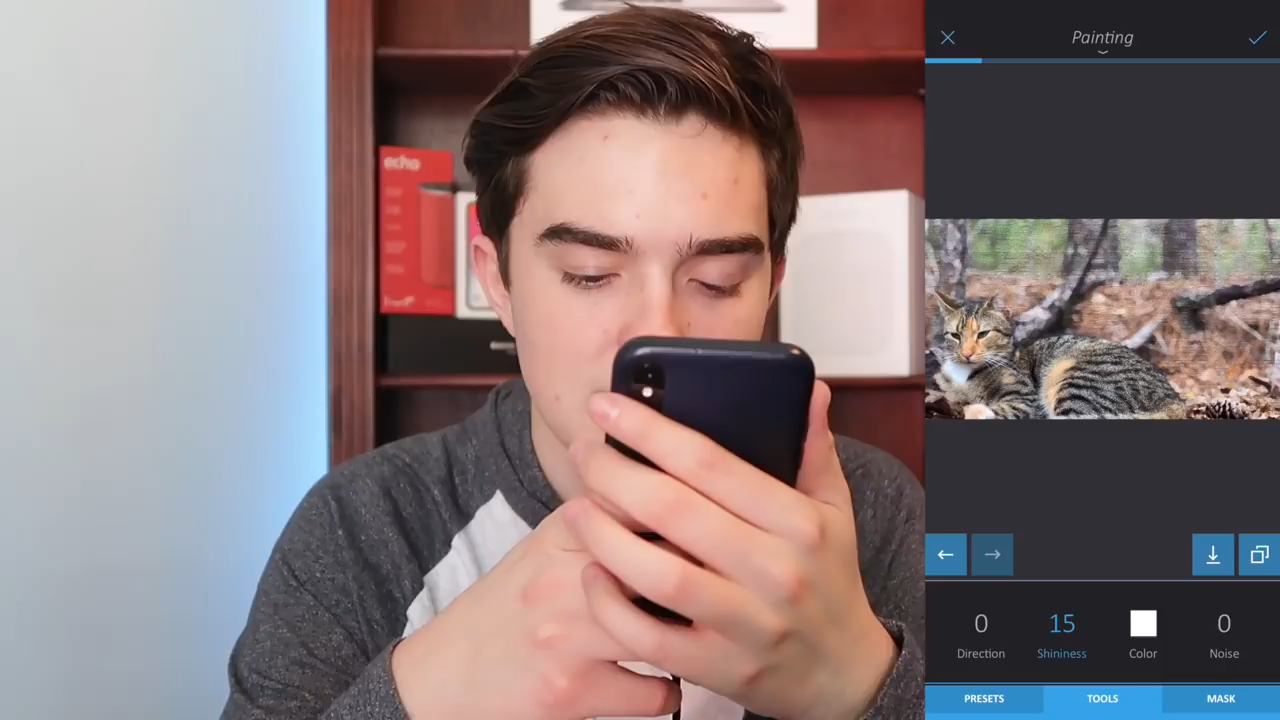 echo
Painting
0
15
0
Direction
Shininess
Color
Noise
PRESETS
TOOLS
MASK